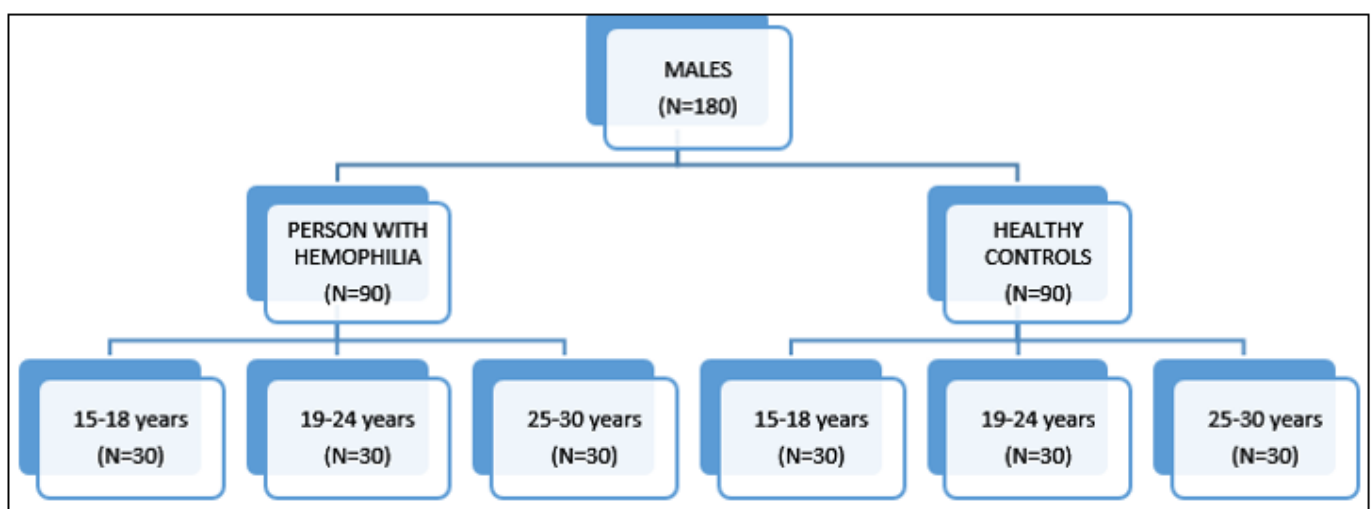 MALES
(N=180)
PERSON WITH
HEMOPHILIA
(N=90)
HEALTHY
CONTROLS
(N=90)
15-18 years
(N=30)
19-24 years
(N=30)
25-30 years
(N=30)
15-18 years
(N=30)
19-24 years
(N=30)
25-30 years
(N=30)